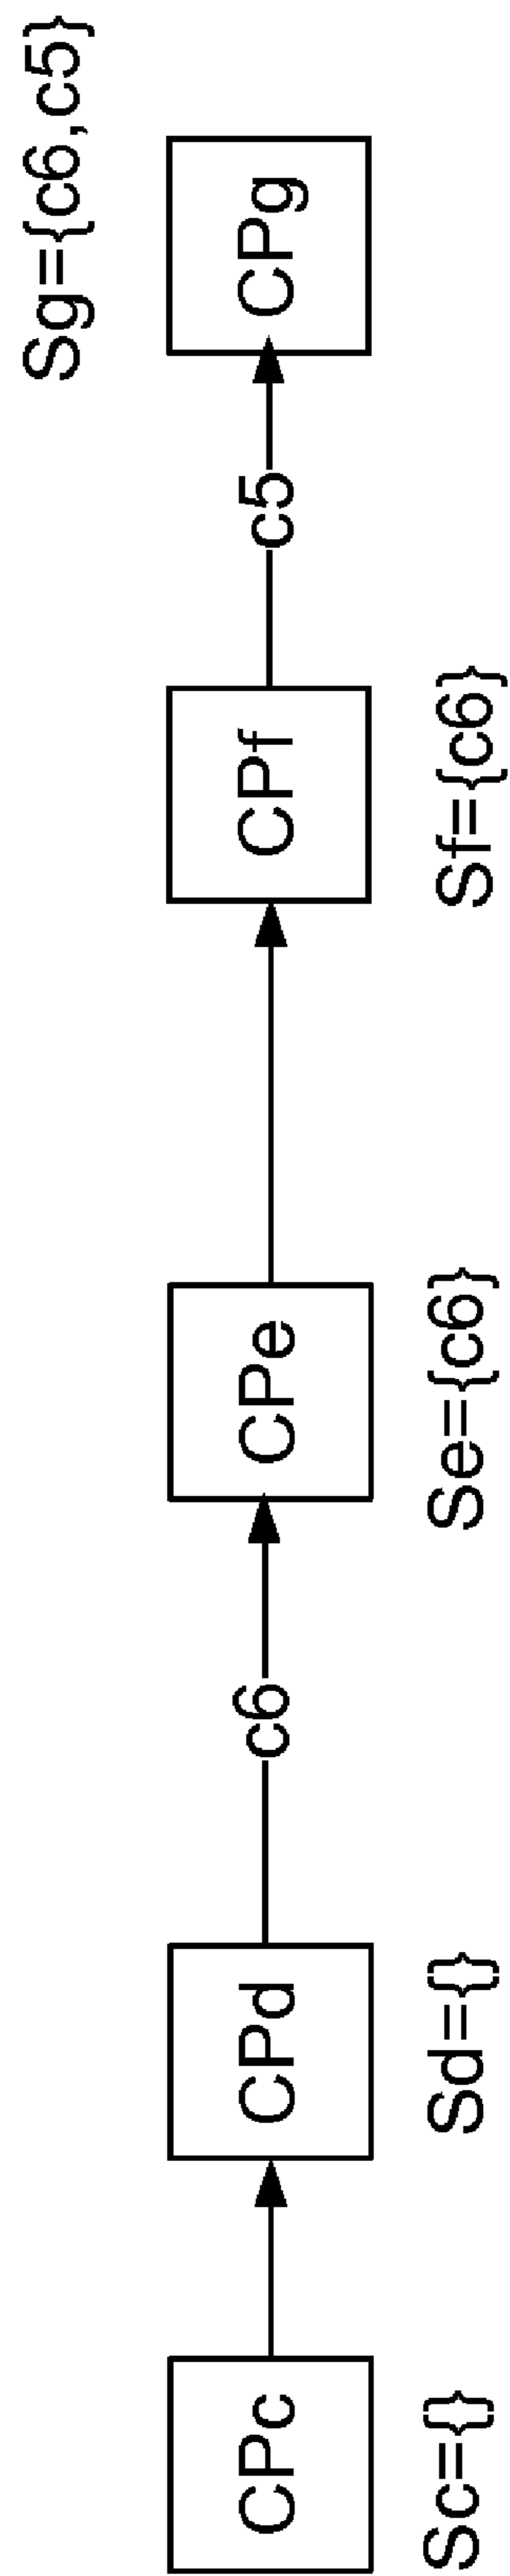 Sg={c6,c5}
CPc
CPd
c6
CPe
CPf
c5
CPg
Sc={}
Sd={}
Se={c6}
Sf={c6}